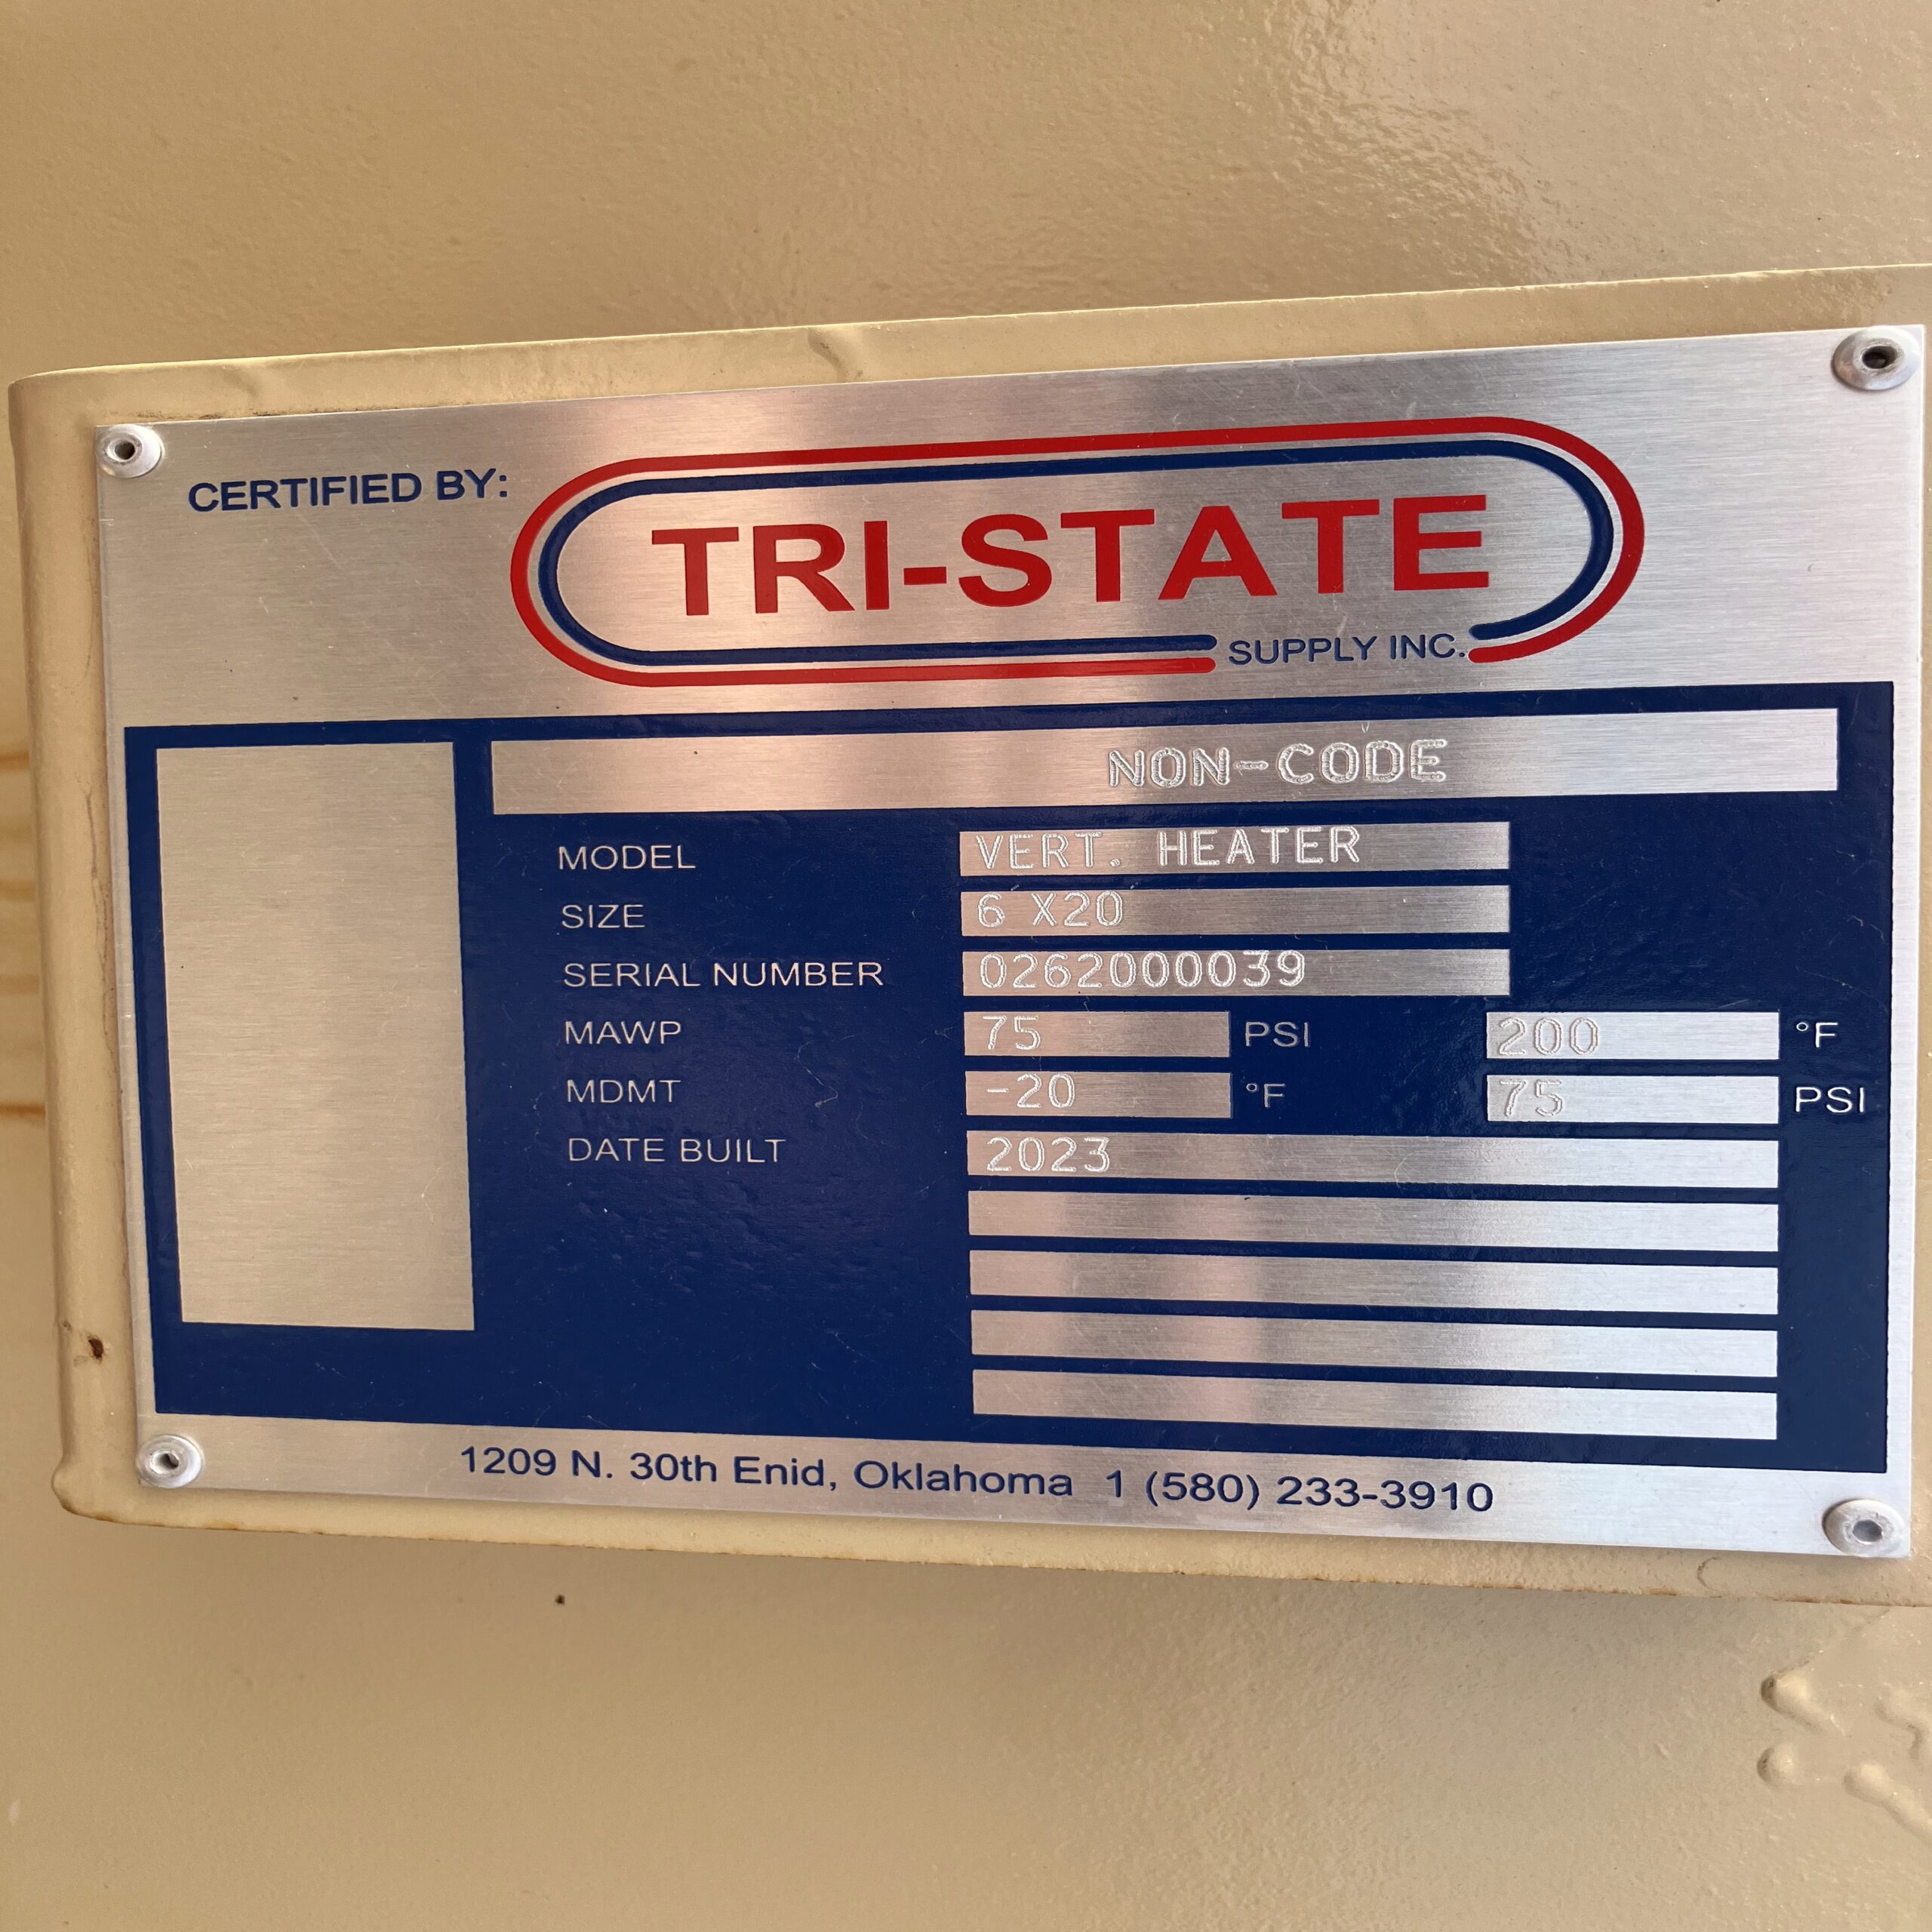 CERTIFIED BY:
TRI-STATE
SUPPLY INC.
NON-CODE
MODEL VERT. HEATER
SIZE 6 X20
SERIAL NUMBER 0262000039
MAWP 75 PSI 200 °F
MDMT -20 °F 75 PSI
DATE BUILT 2023
1209 N. 30th Enid, Oklahoma 1 (580) 233-3910